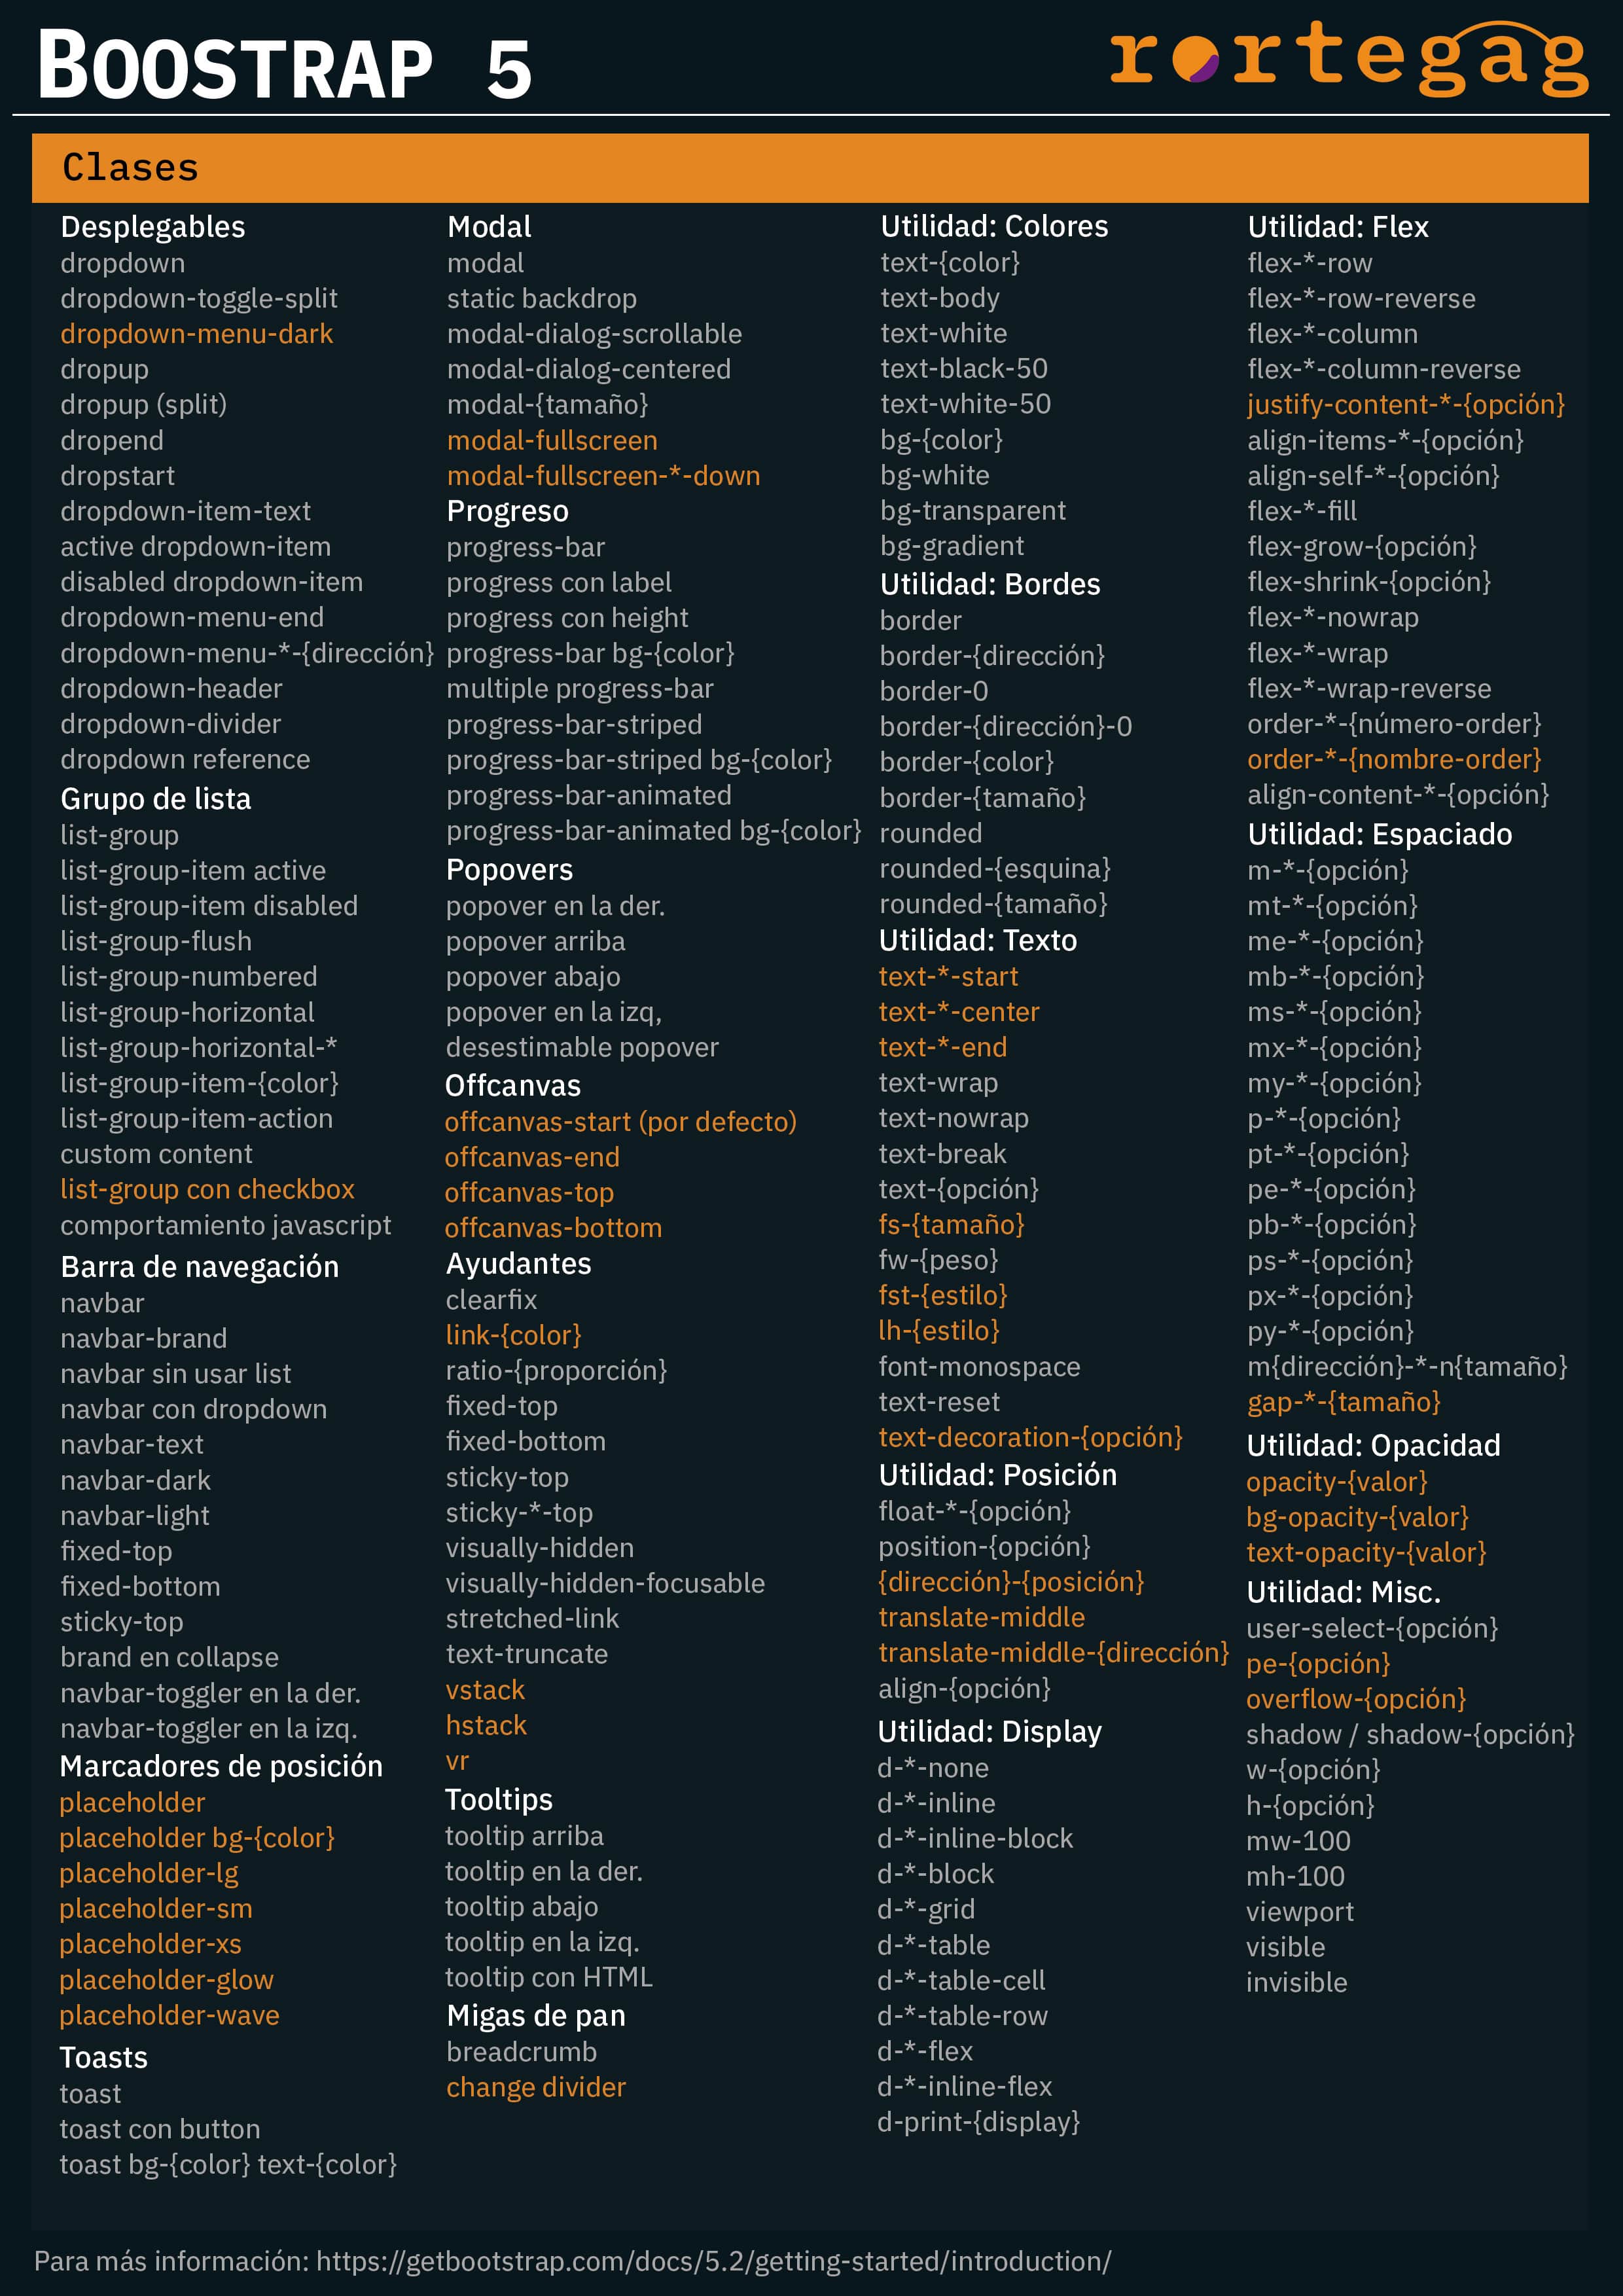 BOOSTRAP 5
rortegag
Clases
Desplegables
dropdown
dropdown-toggle-split
dropdown-menu-dark
dropup
dropup (split)
dropend
dropstart
dropdown-item-text
active dropdown-item
disabled dropdown-item
dropdown-menu-end
dropdown-menu-*-{dirección}
dropdown-header
dropdown-divider
dropdown reference
Grupo de lista
list-group
list-group-item active
list-group-item disabled
list-group-flush
list-group-numbered
list-group-horizontal
list-group-horizontal-*
list-group-item-{color}
list-group-item-action
custom content
list-group con checkbox
comportamiento javascript
Barra de navegación
navbar
navbar-brand
navbar sin usar list
navbar con dropdown
navbar-text
navbar-dark
navbar-light
fixed-top
fixed-bottom
sticky-top
brand en collapse
navbar-toggler en la der.
navbar-toggler en la izq.
Marcadores de posición
placeholder
placeholder bg-{color}
placeholder-lg
placeholder-sm
placeholder-xs
placeholder-glow
placeholder-wave
Toasts
toast
toast con button
toast bg-{color} text-{color}
Modal
modal
static backdrop
modal-dialog-scrollable
modal-dialog-centered
modal-{tamaño}
modal-fullscreen
modal-fullscreen-*-down
Progreso
progress-bar
progress con label
progress con height
progress-bar bg-{color}
multiple progress-bar
progress-bar-striped
progress-bar-striped bg-{color}
progress-bar-animated
progress-bar-animated bg-{color}
Popovers
popover en la der.
popover arriba
popover abajo
popover en la izq,
desestimable popover
Offcanvas
offcanvas-start (por defecto)
offcanvas-end
offcanvas-top
offcanvas-bottom
Ayudantes
clearfix
link-{color}
ratio-{proporción}
fixed-top
fixed-bottom
sticky-top
sticky-*-top
visually-hidden
visually-hidden-focusable
stretched-link
text-truncate
vstack
hstack
vr
Tooltips
tooltip arriba
tooltip en la der.
tooltip abajo
tooltip en la izq.
tooltip con HTML
Migas de pan
breadcrumb
change divider
Utilidad: Colores
text-{color}
text-body
text-white
text-black-50
text-white-50
bg-{color}
bg-white
bg-transparent
bg-gradient
Utilidad: Bordes
border
border-{dirección}
border-0
border-{dirección}-0
border-{color}
border-{tamaño}
rounded
rounded-{esquina}
rounded-{tamaño}
Utilidad: Texto
text-*-start
text-*-center
text-*-end
text-wrap
text-nowrap
text-break
text-{opción}
fs-{tamaño}
fw-{peso}
fst-{estilo}
lh-{estilo}
font-monospace
text-reset
text-decoration-{opción}
Utilidad: Posición
float-*-{opción}
position-{opción}
{dirección}-{posición}
translate-middle
translate-middle-{dirección}
align-{opción}
Utilidad: Display
d-*-none
d-*-inline
d-*-inline-block
d-*-block
d-*-grid
d-*-table
d-*-table-cell
d-*-table-row
d-*-flex
d-*-inline-flex
d-print-{display}
Utilidad: Flex
flex-*-row
flex-*-row-reverse
flex-*-column
flex-*-column-reverse
justify-content-*-{opción}
align-items-*-{opción}
align-self-*-{opción}
flex-*-fill
flex-grow-{opción}
flex-shrink-{opción}
flex-*-nowrap
flex-*-wrap
flex-*-wrap-reverse
order-*-{número-order}
order-*-{nombre-order}
align-content-*-{opción}
Utilidad: Espaciado
m-*-{opción}
mt-*-{opción}
me-*-{opción}
mb-*-{opción}
ms-*-{opción}
mx-*-{opción}
my-*-{opción}
p-*-{opción}
pt-*-{opción}
pe-*-{opción}
pb-*-{opción}
ps-*-{opción}
px-*-{opción}
py-*-{opción}
m{dirección}-*-n{tamaño}
gap-*-{tamaño}
Utilidad: Opacidad
opacity-{valor}
bg-opacity-{valor}
text-opacity-{valor}
Utilidad: Misc.
user-select-{opción}
pe-{opción}
overflow-{opción}
shadow / shadow-{opción}
w-{opción}
h-{opción}
mw-100
mh-100
viewport
visible
invisible
Para más información: https://getbootstrap.com/docs/5.2/getting-started/introduction/